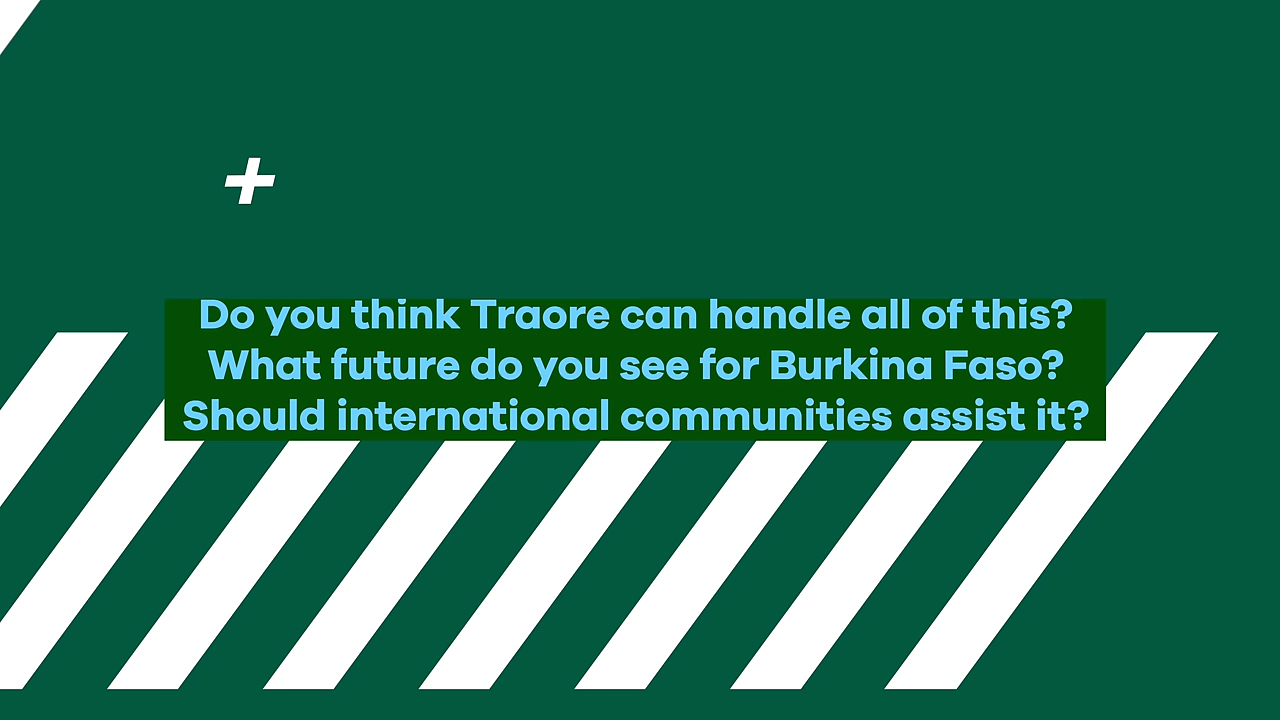 Do you think Traore can handle all of this?
What future do you see for Burkina Faso?
Should international communities assist it?